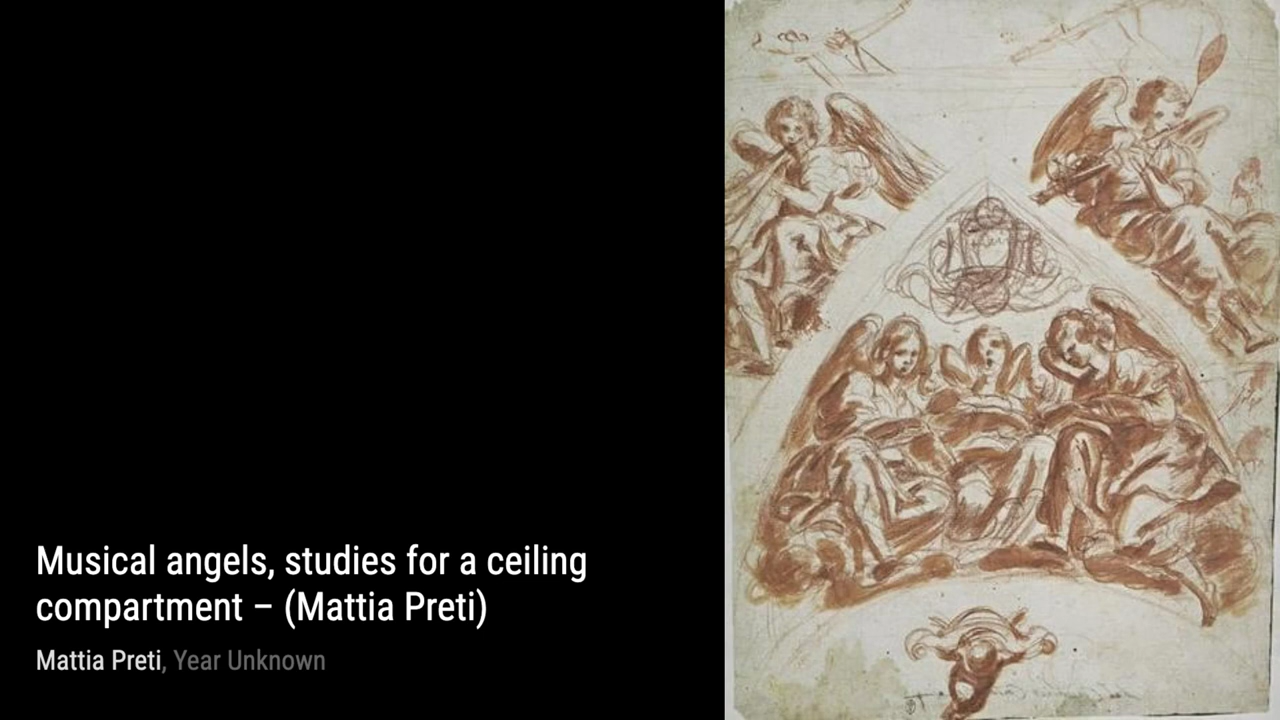 Musical angels, studies for a ceiling
compartment – (Mattia Preti)
Mattia Preti, Year Unknown